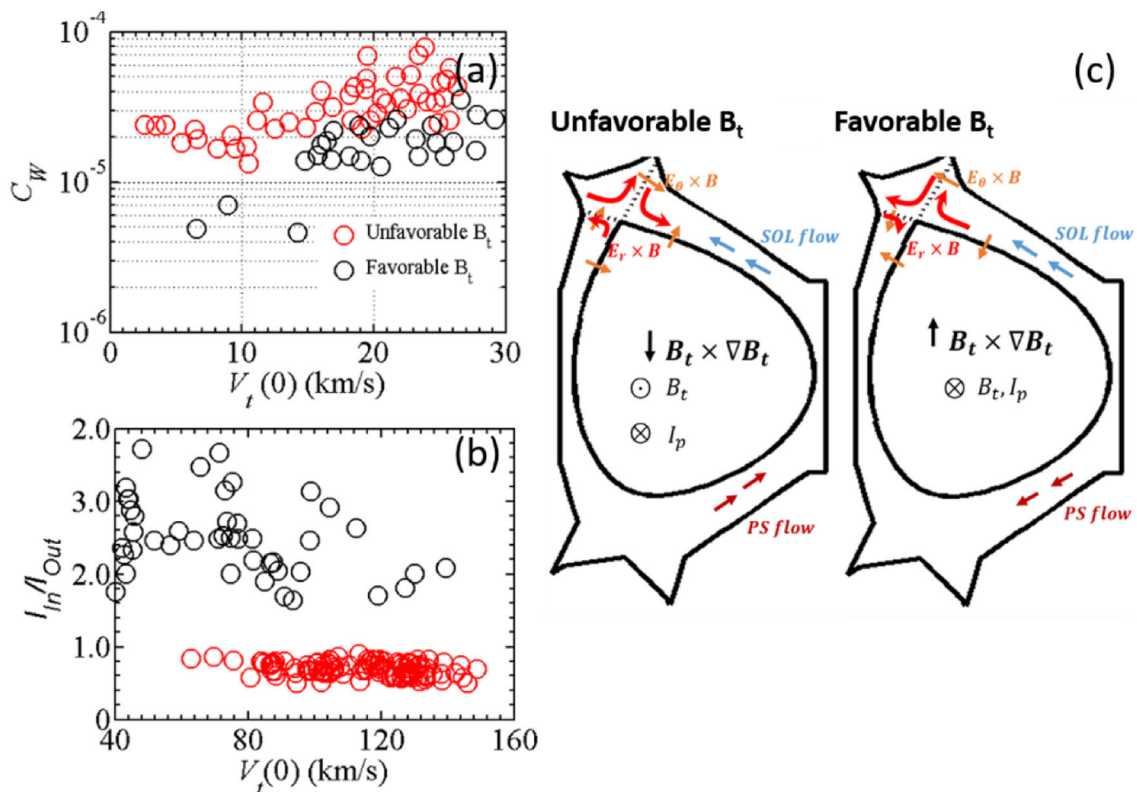 (a)
10^-4
10^-5
10^-6
C_W
Unfavorable B_t
Favorable B_t
0 10 20 30
V_t(0) (km/s)
(b)
2.0
3.0
2.0
1.0
0
I_In/I_Out
40 80 120 160
V_t(0) (km/s)
(c)
Unfavorable B_t
E_θ × B
E_r × B
SOL flow
↓ B_t × ∇B_t
⊙ B_t
⊗ I_p
PS flow
Favorable B_t
E_θ × B
E_r × B
SOL flow
↑ B_t × ∇B_t
⊗ B_t, I_p
PS flow